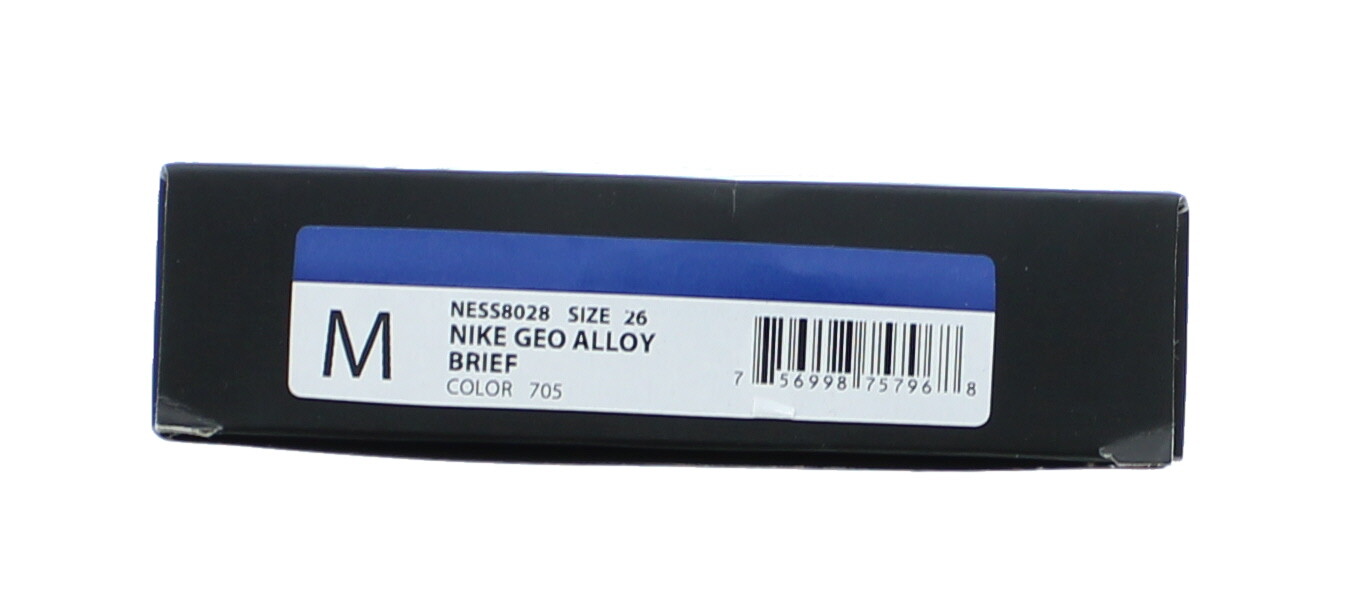 M
NESS8028 SIZE 26
NIKE GEO ALLOY
BRIEF
COLOR 705
7 56998 75796 8